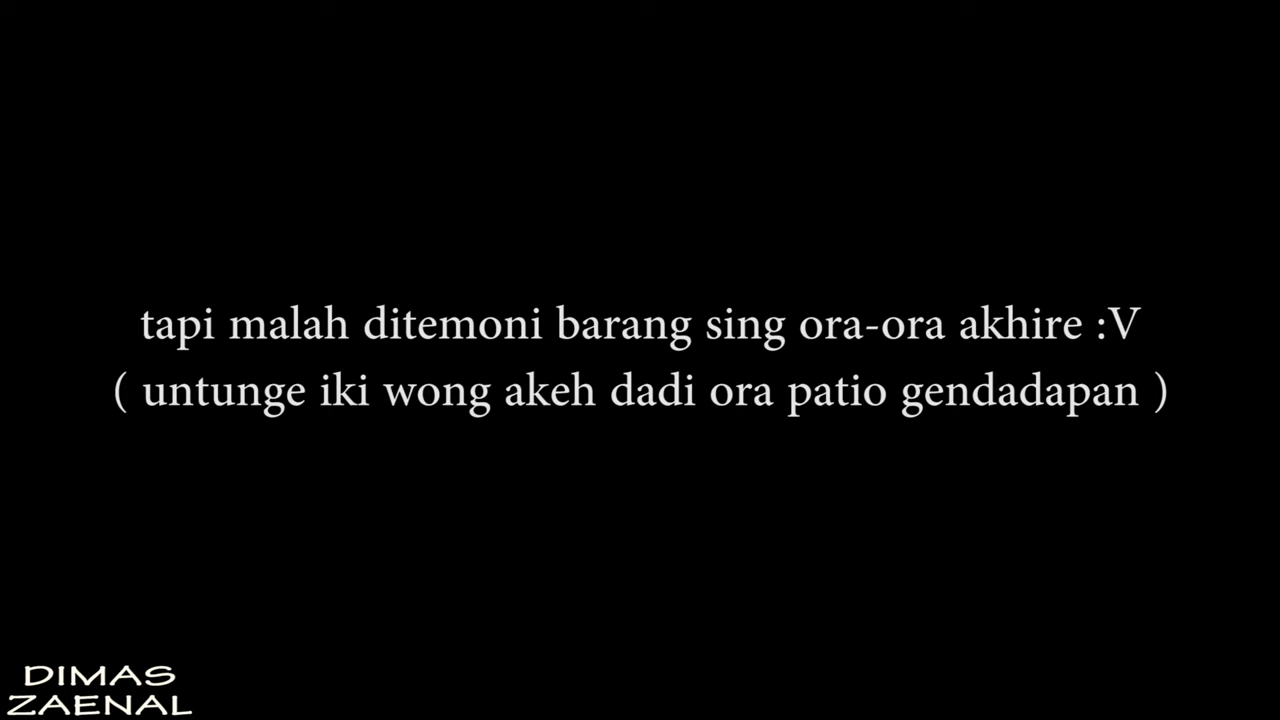 tapi malah ditemoni barang sing ora-ora akhire :V
( untunge iki wong akeh dadi ora patio gendadapan )
DIMAS
ZAENAL